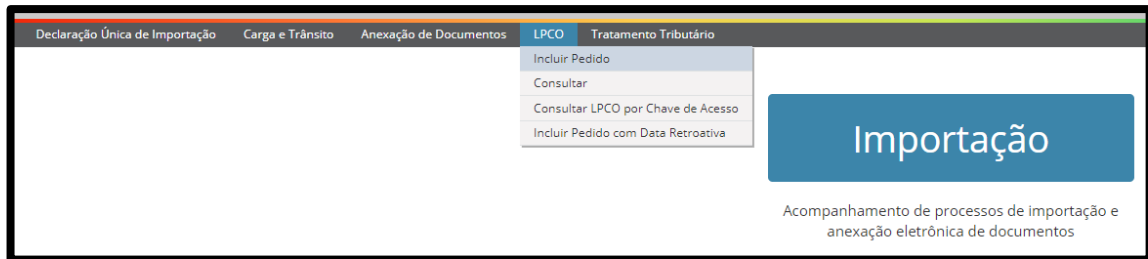 Declaração Única de Importação Carga e Trânsito Anexação de Documentos LPCO Tratamento Tributário
Incluir Pedido
Consultar
Consultar LPCO por Chave de Acesso
Incluir Pedido com Data Retroativa
Importação
Acompanhamento de processos de importação e
anexação eletrônica de documentos